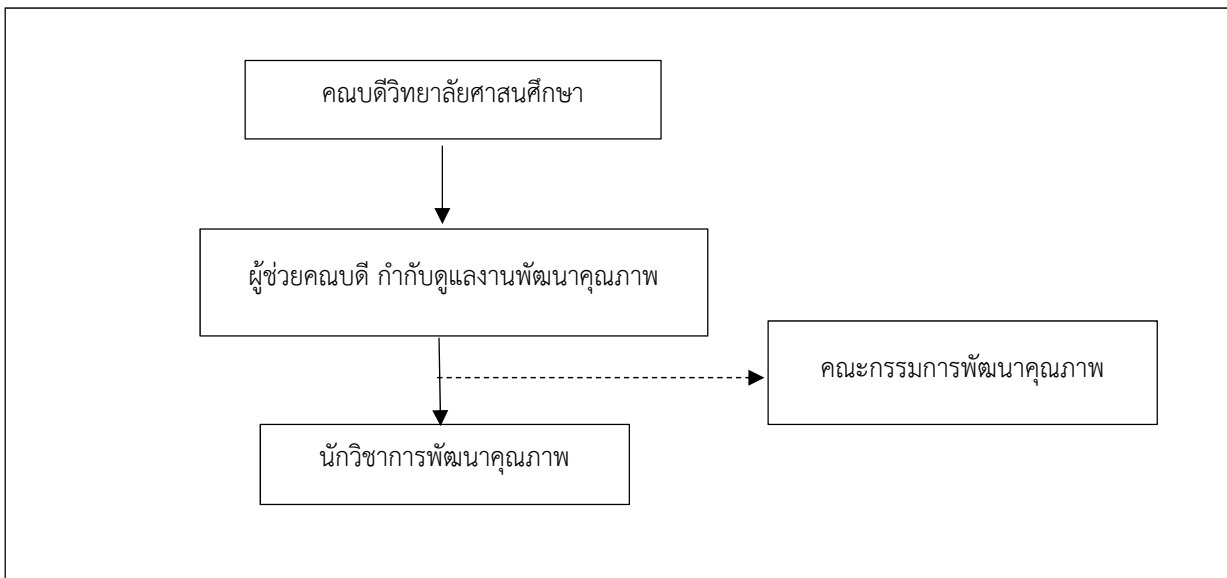 คณบดีวิทยาลัยศาสนศึกษา
ผู้ช่วยคณบดี กำกับดูแลงานพัฒนาคุณภาพ
คณะกรรมการพัฒนาคุณภาพ
นักวิชาการพัฒนาคุณภาพ